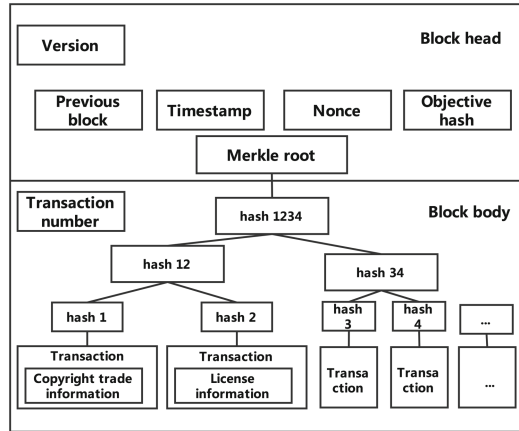 Version
Block head
Previous
block
Timestamp
Nonce
Objective
hash
Merkle root
Transaction
number
Block body
hash 1234
hash 12
hash 34
hash 1
hash 2
hash
3
hash
4
...
Transaction
Copyright trade
information
Transaction
License
information
Transa
ction
Transa
ction
...